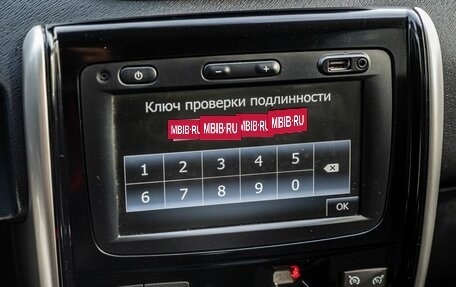 Ключ проверки подлинности
MBIB·RU MBIB·RU MBIB·RU MBIB·RU
1 2 3 4 5
6 7 8 9 0
OK